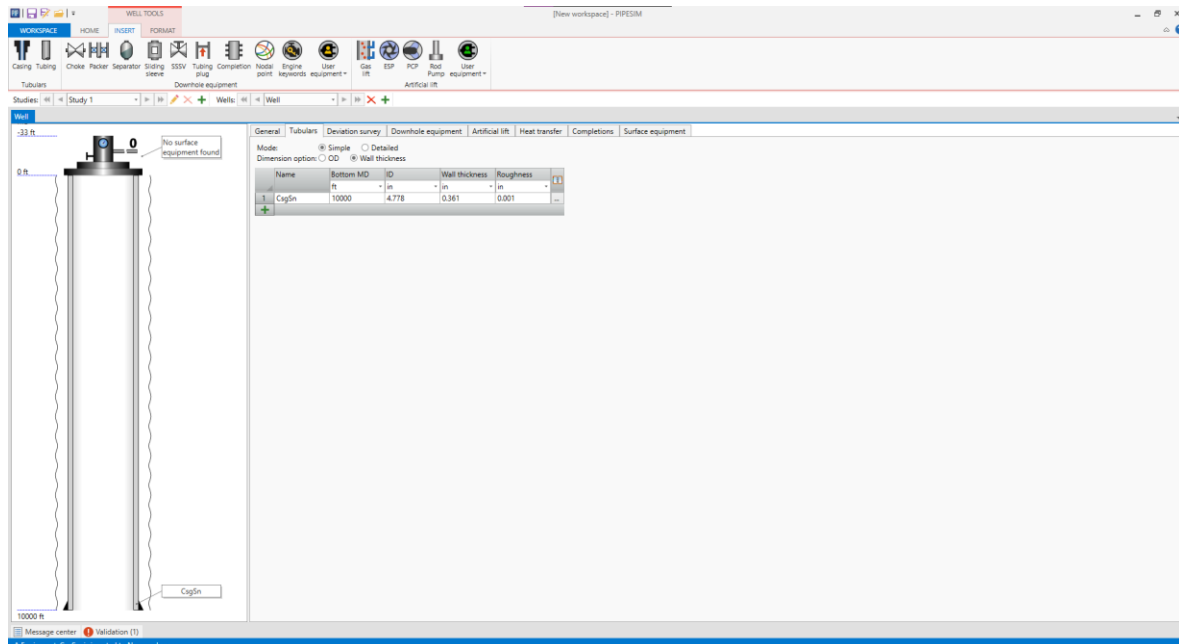 WELL TOOLS
[New workspace] - PIPESIM
WORKSPACE HOME INSERT FORMAT
Casing Tubing Choke Packer Separator Sliding sleeve SSSV Tubing plug Completion Nodal point Engine keywords User equipment Gas lift ESP PCP Rod Pump User equipment
Tubulars Downhole equipment Artificial lift
Studies: Study 1 Wells: Well
Well
-33 ft
0
No surface
equipment found
0 ft
CsgSn
10000 ft
General Tubulars Deviation survey Downhole equipment Artificial lift Heat transfer Completions Surface equipment
Mode: Simple Detailed
Dimension option: OD Wall thickness
Name Bottom MD ID Wall thickness Roughness
ft in in in
1 CsgSn 10000 4.778 0.361 0.001 ...
Message center Validation (1)